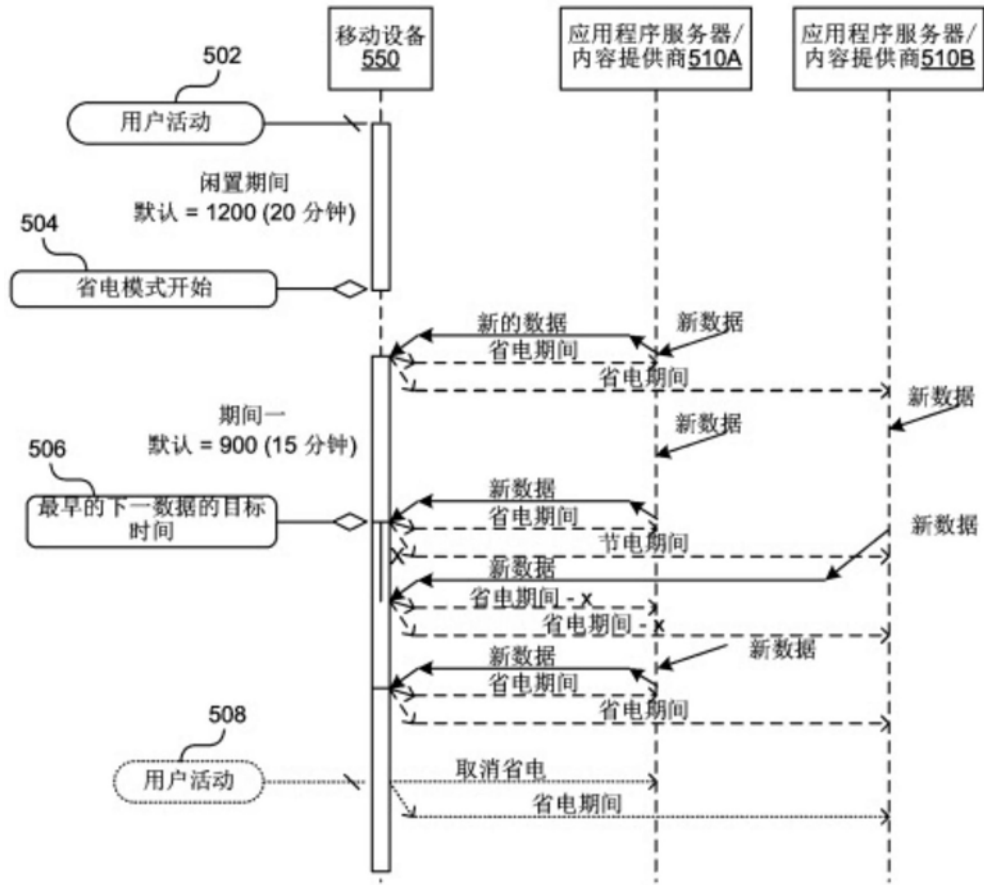 移动设备
550
应用程序服务器/
内容提供商510A
应用程序服务器/
内容提供商510B
502
用户活动
闲置期间
默认 = 1200 (20 分钟)
504
省电模式开始
新的数据
新数据
省电期间
省电期间
新数据
期间一
默认 = 900 (15 分钟)
新数据
506
最早的下一数据的目标
时间
新数据
省电期间
新数据
节电期间
x
新数据
省电期间 - x
省电期间 - x
新数据
新数据
省电期间
省电期间
508
用户活动
取消省电
省电期间